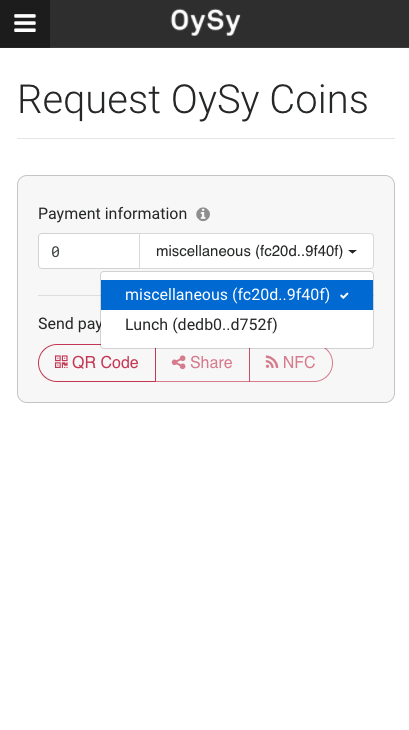 OySy
Request OySy Coins
Payment information
0
miscellaneous (fc20d..9f40f)
miscellaneous (fc20d..9f40f)
Lunch (dedb0..d752f)
Send pay
QR Code
Share
NFC